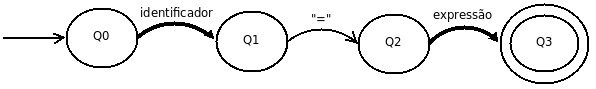 identificador
"="
expressão
Q0
Q1
Q2
Q3